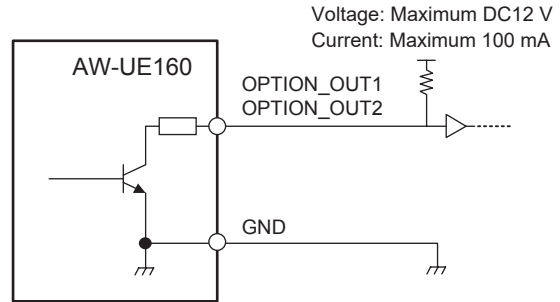 Voltage: Maximum DC12 V
Current: Maximum 100 mA
AW-UE160
OPTION_OUT1
OPTION_OUT2
GND